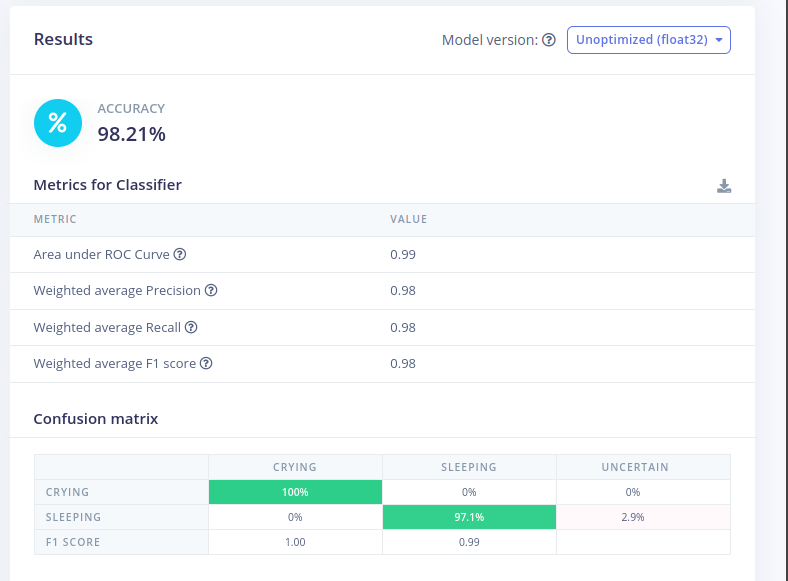 Results
Model version: Unoptimized (float32)
%
ACCURACY
98.21%
Metrics for Classifier
METRIC VALUE
Area under ROC Curve 0.99
Weighted average Precision 0.98
Weighted average Recall 0.98
Weighted average F1 score 0.98
Confusion matrix
CRYING SLEEPING UNCERTAIN
CRYING 100% 0% 0%
SLEEPING 0% 97.1% 2.9%
F1 SCORE 1.00 0.99